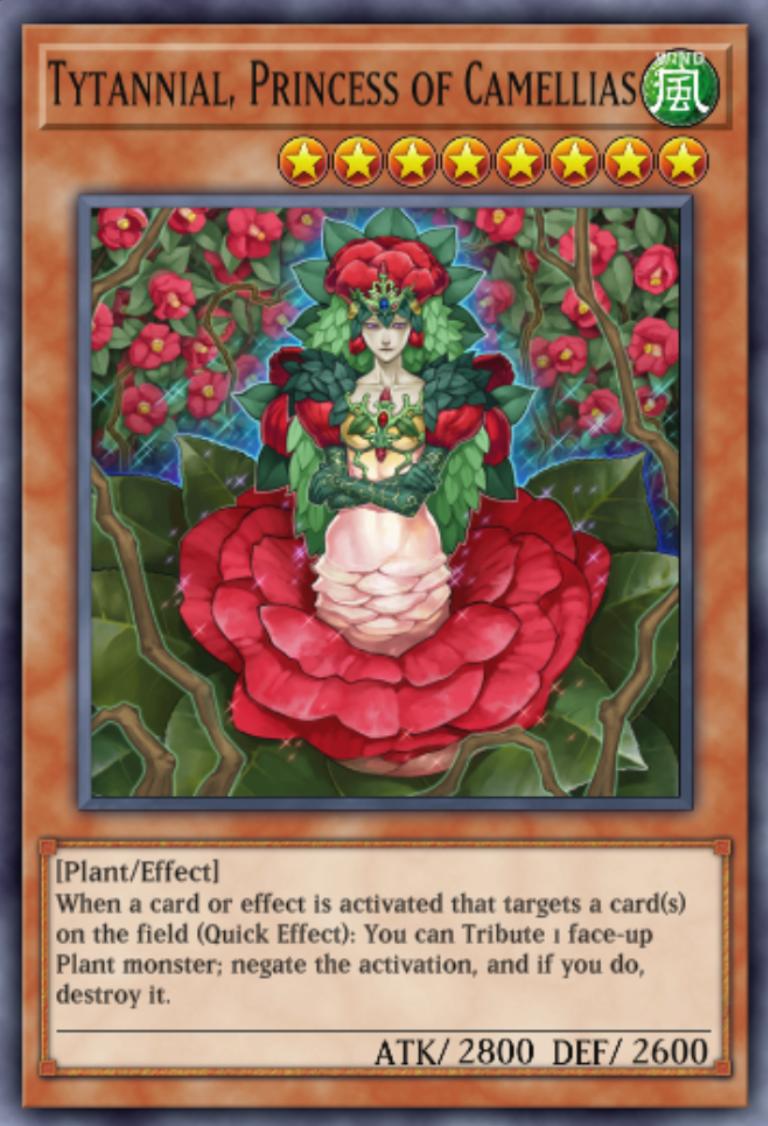 Tytannial, Princess of Camellias
WIND
風
[Plant/Effect]
When a card or effect is activated that targets a card(s)
on the field (Quick Effect): You can Tribute 1 face-up
Plant monster; negate the activation, and if you do,
destroy it.
ATK/ 2800 DEF/ 2600